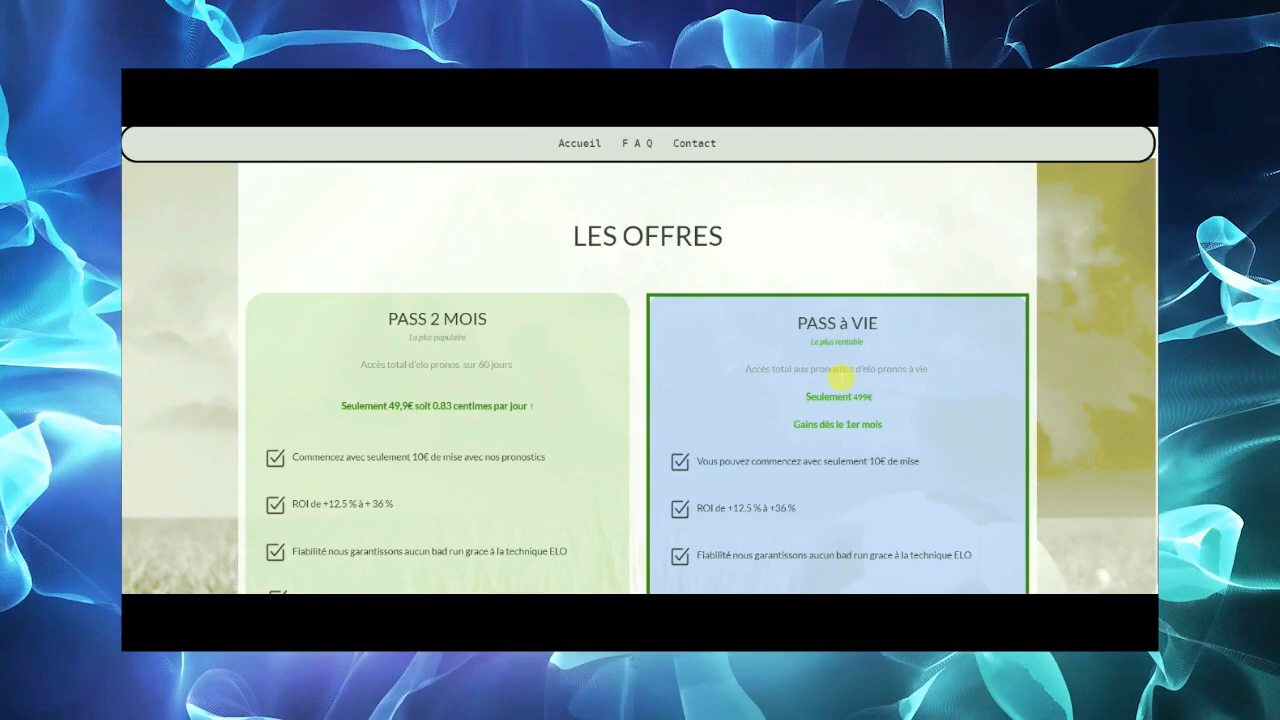 Accueil F A Q Contact
LES OFFRES
PASS 2 MOIS
La plus populaire
Accès total d'elo pronos sur 60 jours
Seulement 49,9€ soit 0.83 centimes par jour !
Commencez avec seulement 10€ de mise avec nos pronostics
ROI de +12.5 % à + 36 %
Fiabilité nous garantissons aucun bad run grace à la technique ELO
PASS à VIE
Le plus rentable
Accès total aux pronostics d'elo pronos à vie
Seulement 499€
Gains dès le 1er mois
Vous pouvez commencez avec seulement 10€ de mise
ROI de +12.5 % à +36 %
Fiabilité nous garantissons aucun bad run grace à la technique ELO